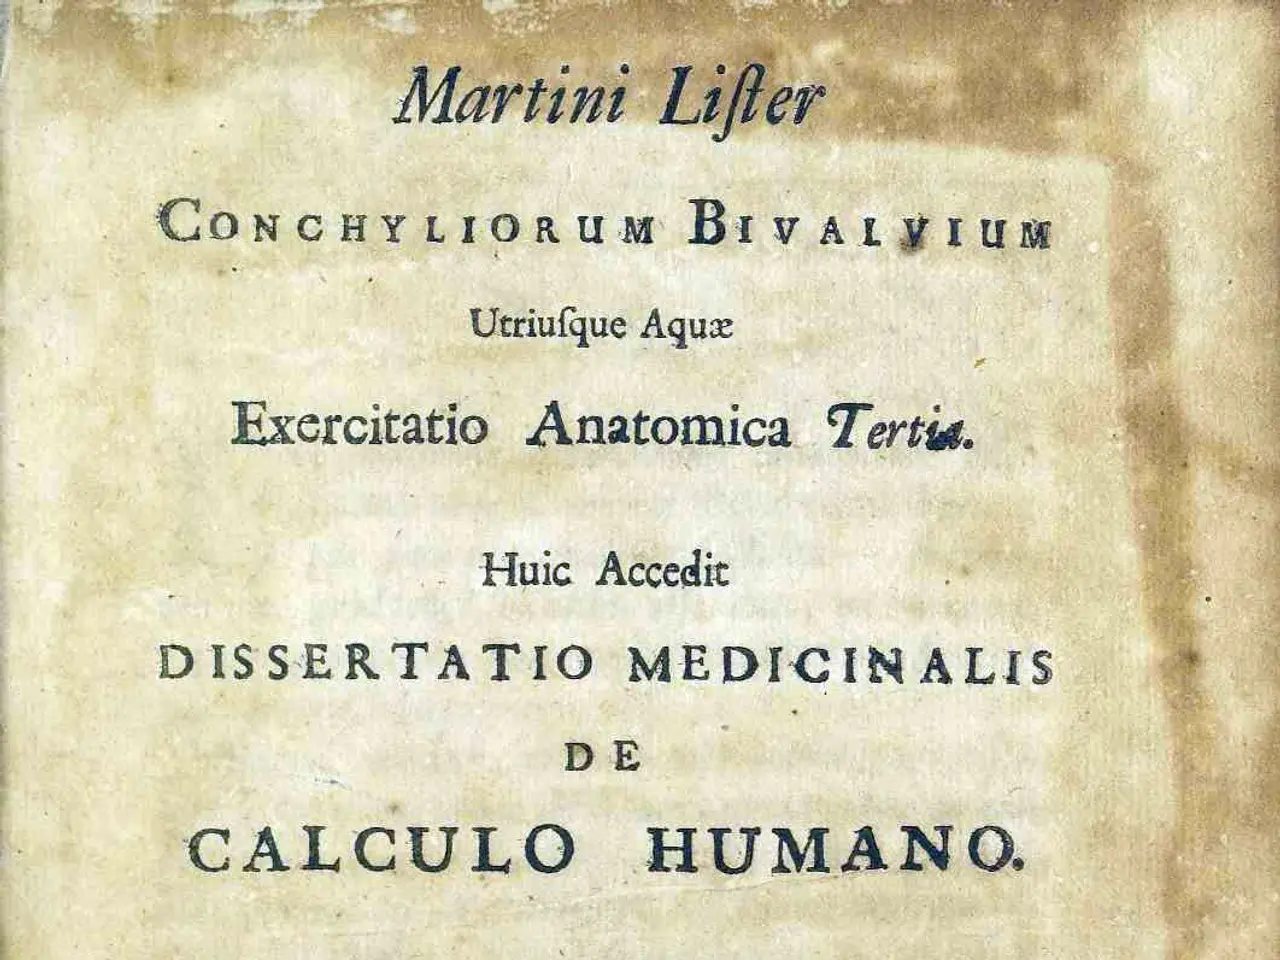 Martini Liſter
CONCHYLIORUM BIVALVIUM
Utriuſque Aquæ
Exercitatio Anatomica Tertia.
Huic Accedit
DISSERTATIO MEDICINALIS
DE
CALCULO HUMANO.